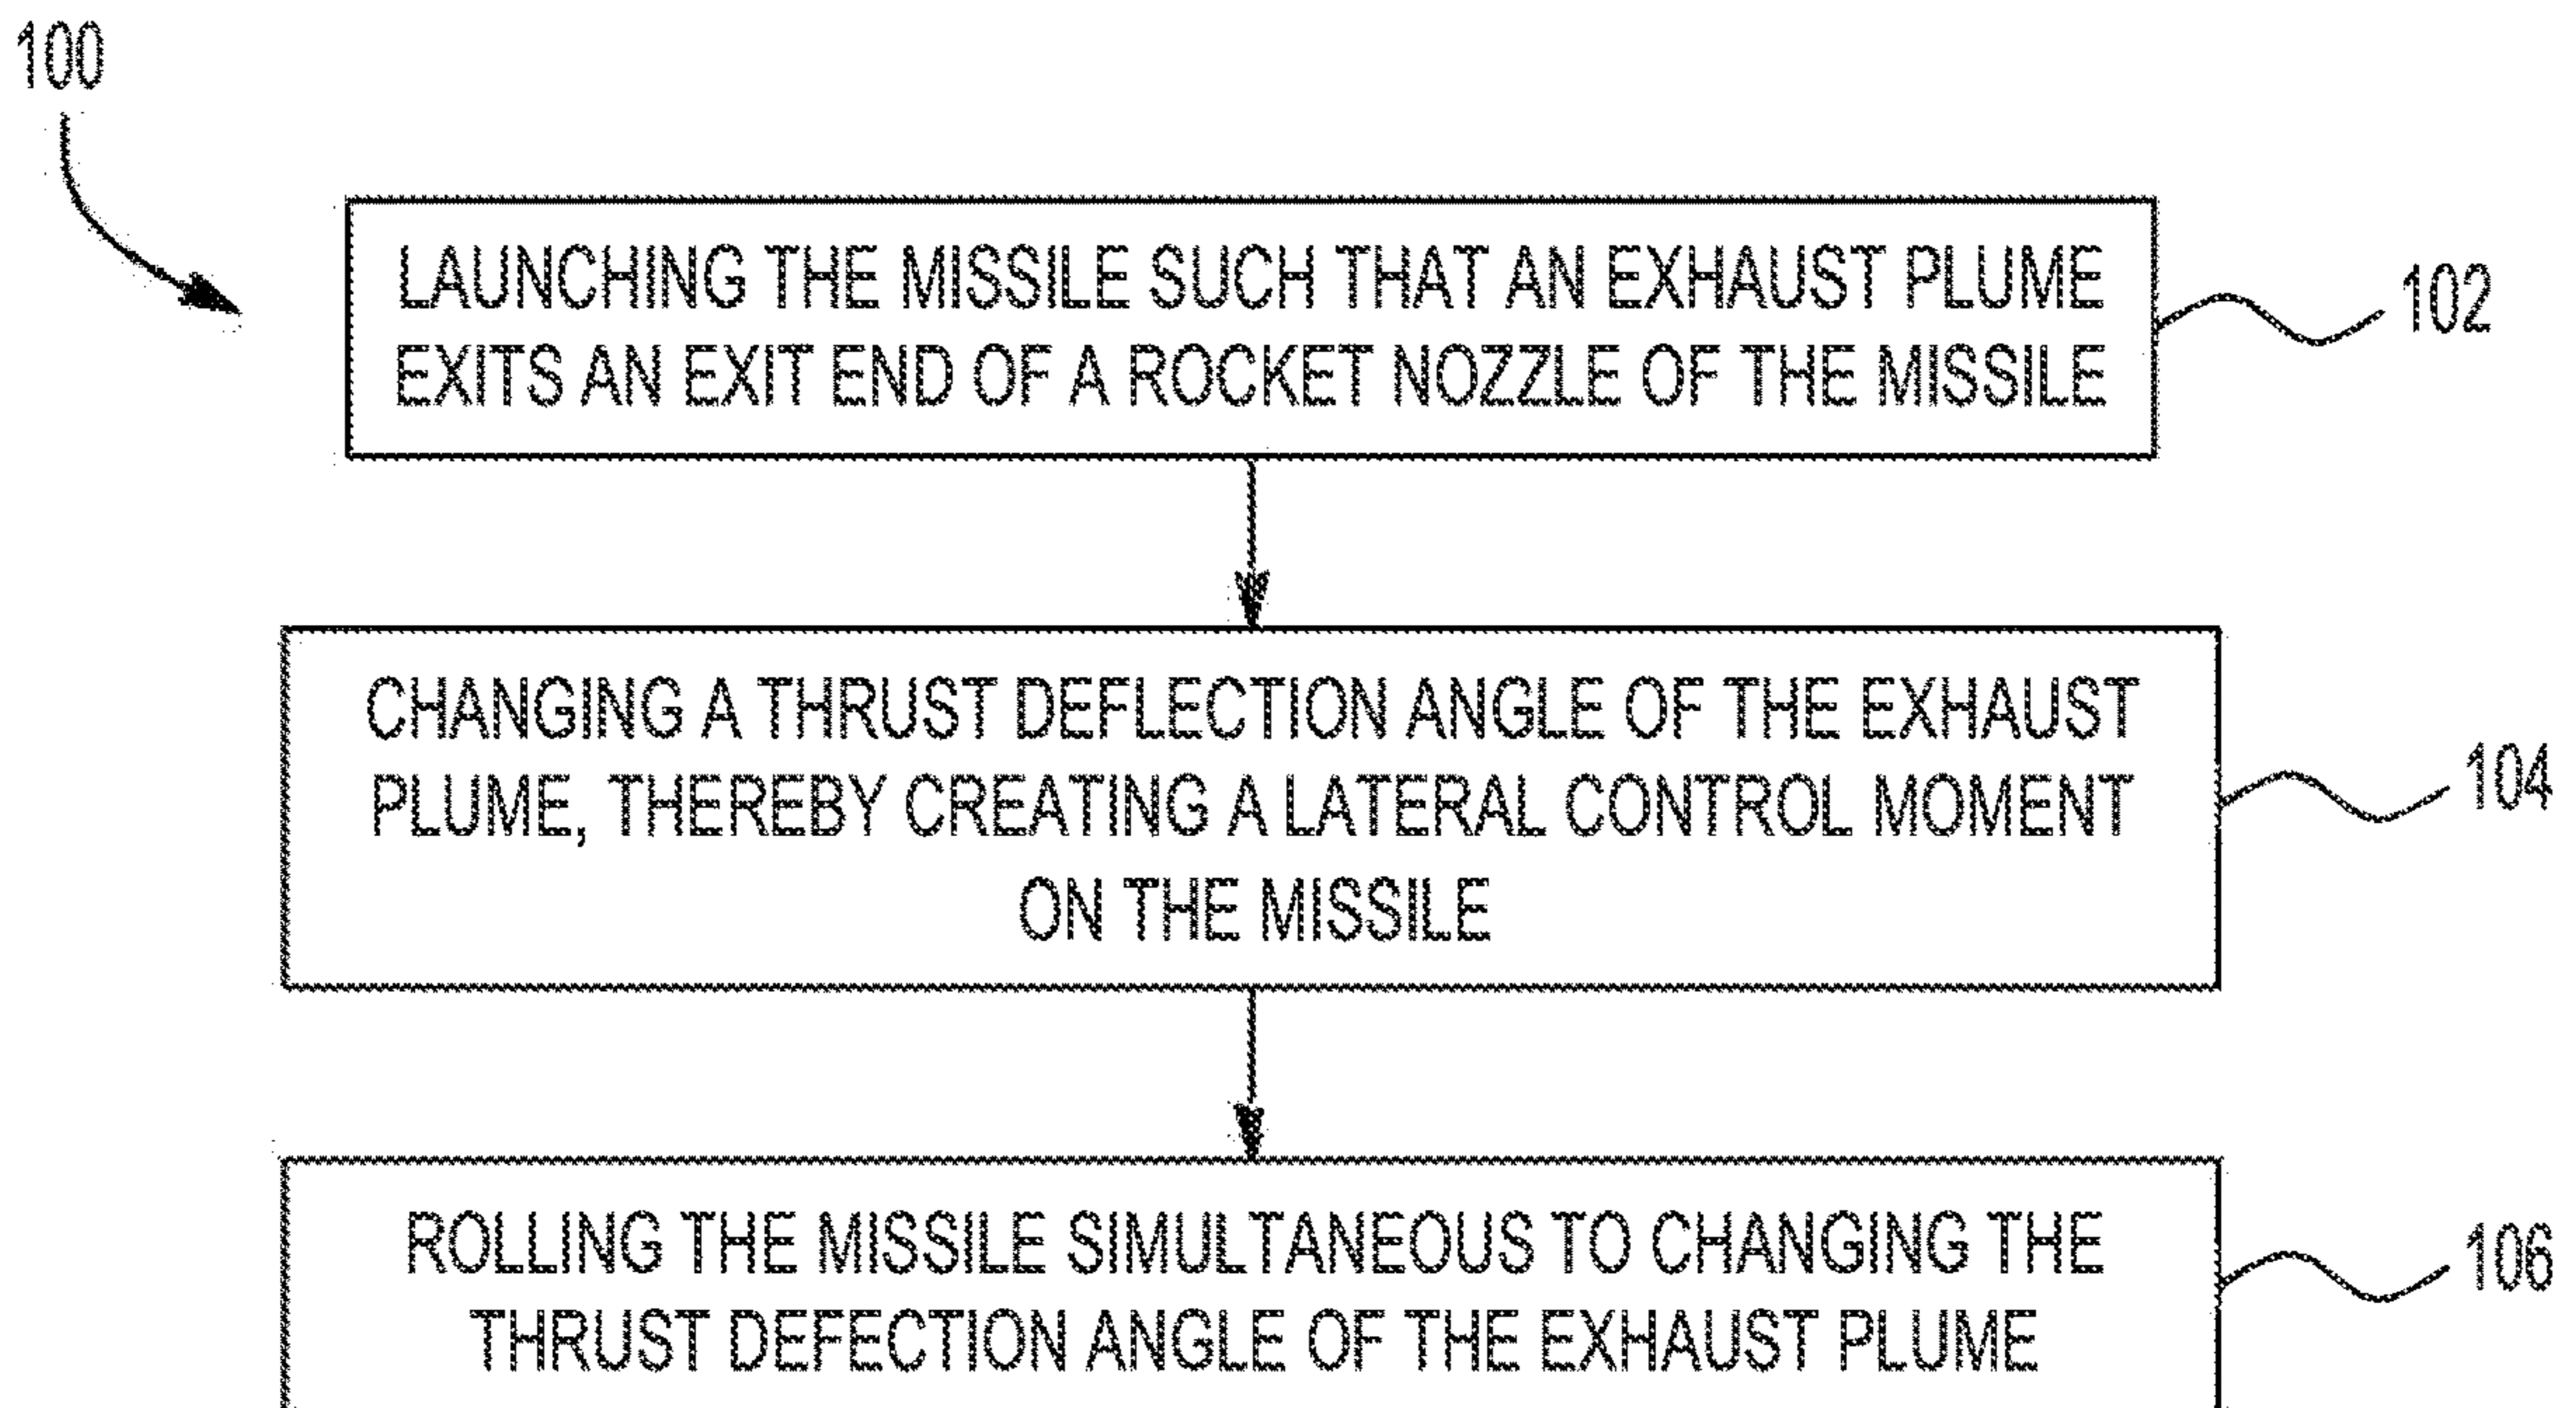 100
LAUNCHING THE MISSILE SUCH THAT AN EXHAUST PLUME
EXITS AN EXIT END OF A ROCKET NOZZLE OF THE MISSILE
102
CHANGING A THRUST DEFLECTION ANGLE OF THE EXHAUST
PLUME, THEREBY CREATING A LATERAL CONTROL MOMENT
ON THE MISSILE
104
ROLLING THE MISSILE SIMULTANEOUS TO CHANGING THE
THRUST DEFECTION ANGLE OF THE EXHAUST PLUME
106